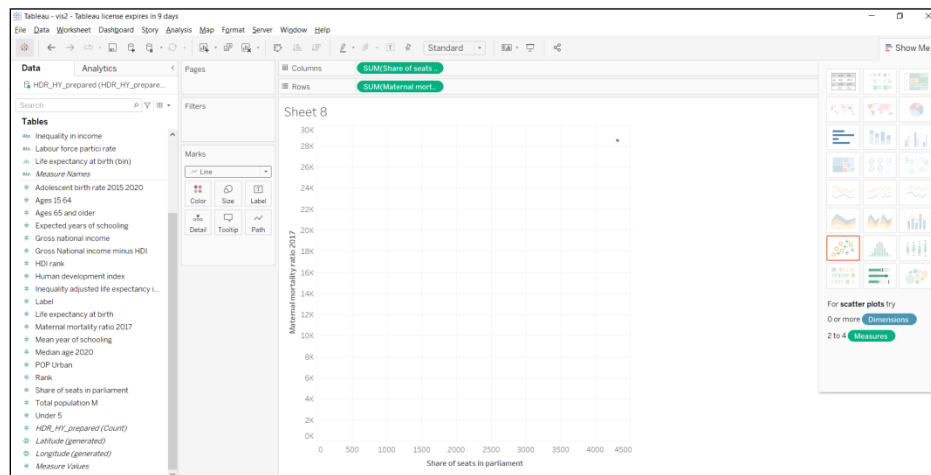 Tableau - vis2 - Tableau license expires in 9 days
File Data Worksheet Dashboard Story Analysis Map Format Server Window Help
Standard
Show Me
Data Analytics
HDR_HY_prepared (HDR_HY_prepare...
Search
Tables
Abc Inequality in income
Abc Labour force partici rate
Life expectancy at birth (bin)
Abc Measure Names
# Adolescent birth rate 2015 2020
# Ages 15 64
# Ages 65 and older
# Expected years of schooling
# Gross national income
# Gross National income minus HDI
# HDI rank
# Human development index
# Inequality adjusted life expectancy i...
# Label
# Life expectancy at birth
# Maternal mortality ratio 2017
# Mean year of schooling
# Median age 2020
# POP Urban
# Rank
# Share of seats in parliament
# Total population M
# Under 5
# HDR_HY_prepared (Count)
Latitude (generated)
Longitude (generated)
# Measure Values
Pages
Filters
Marks
Line
Color Size Label
Detail Tooltip Path
Columns SUM(Share of seats ..
Rows SUM(Maternal mort..
Sheet 8
30K
28K
26K
24K
22K
20K
18K
16K
14K
12K
10K
8K
6K
4K
2K
0K
Maternal mortality ratio 2017
0 500 1000 1500 2000 2500 3000 3500 4000 4500
Share of seats in parliament
For scatter plots try
0 or more Dimensions
2 to 4 Measures